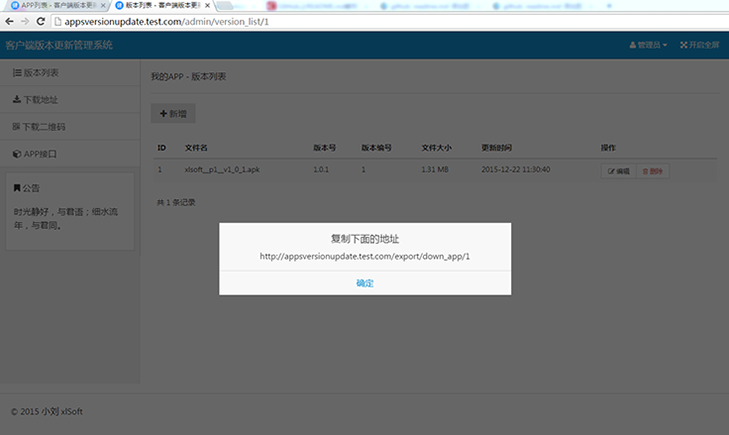 APP列表 - 客户端版本更新
版本列表 - 客户端版本更新
appsversionupdate.test.com/admin/version_list/1
客户端版本更新管理系统
管理员
开启全屏
版本列表
下载地址
下载二维码
APP接口
公告
时光静好，与君语；细水流
年，与君同。
我的APP - 版本列表
新增
ID 文件名 版本号 版本编号 文件大小 更新时间 操作
1 xlsoft__p1__v1_0_1.apk 1.0.1 1 1.31 MB 2015-12-22 11:30:40 编辑 删除
共 1 条记录
复制下面的地址
http://appsversionupdate.test.com/export/down_app/1
确定
© 2015 小刘 xlSoft